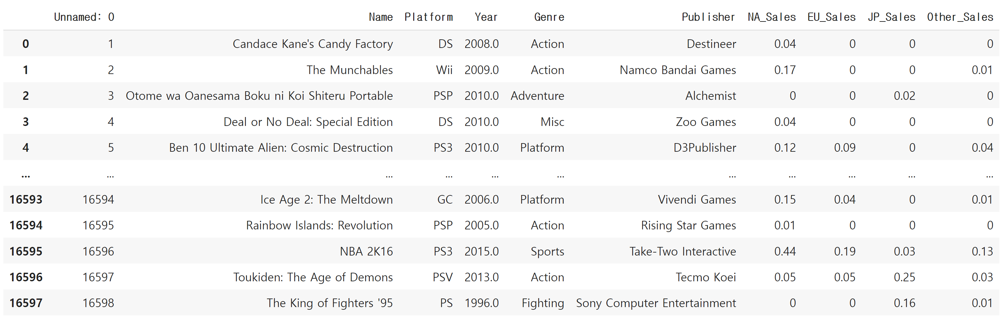 Unnamed: 0 Name Platform Year Genre Publisher NA_Sales EU_Sales JP_Sales Other_Sales
0 1 Candace Kane's Candy Factory DS 2008.0 Action Destineer 0.04 0 0 0
1 2 The Munchables Wii 2009.0 Action Namco Bandai Games 0.17 0 0 0.01
2 3 Otome wa Oanesama Boku ni Koi Shiteru Portable PSP 2010.0 Adventure Alchemist 0 0 0.02 0
3 4 Deal or No Deal: Special Edition DS 2010.0 Misc Zoo Games 0.04 0 0 0
4 5 Ben 10 Ultimate Alien: Cosmic Destruction PS3 2010.0 Platform D3Publisher 0.12 0.09 0 0.04
... ... ... ... ... ... ... ... ... ... ...
16593 16594 Ice Age 2: The Meltdown GC 2006.0 Platform Vivendi Games 0.15 0.04 0 0.01
16594 16595 Rainbow Islands: Revolution PSP 2005.0 Action Rising Star Games 0.01 0 0 0
16595 16596 NBA 2K16 PS3 2015.0 Sports Take-Two Interactive 0.44 0.19 0.03 0.13
16596 16597 Toukiden: The Age of Demons PSV 2013.0 Action Tecmo Koei 0.05 0.05 0.25 0.03
16597 16598 The King of Fighters '95 PS 1996.0 Fighting Sony Computer Entertainment 0 0 0.16 0.01